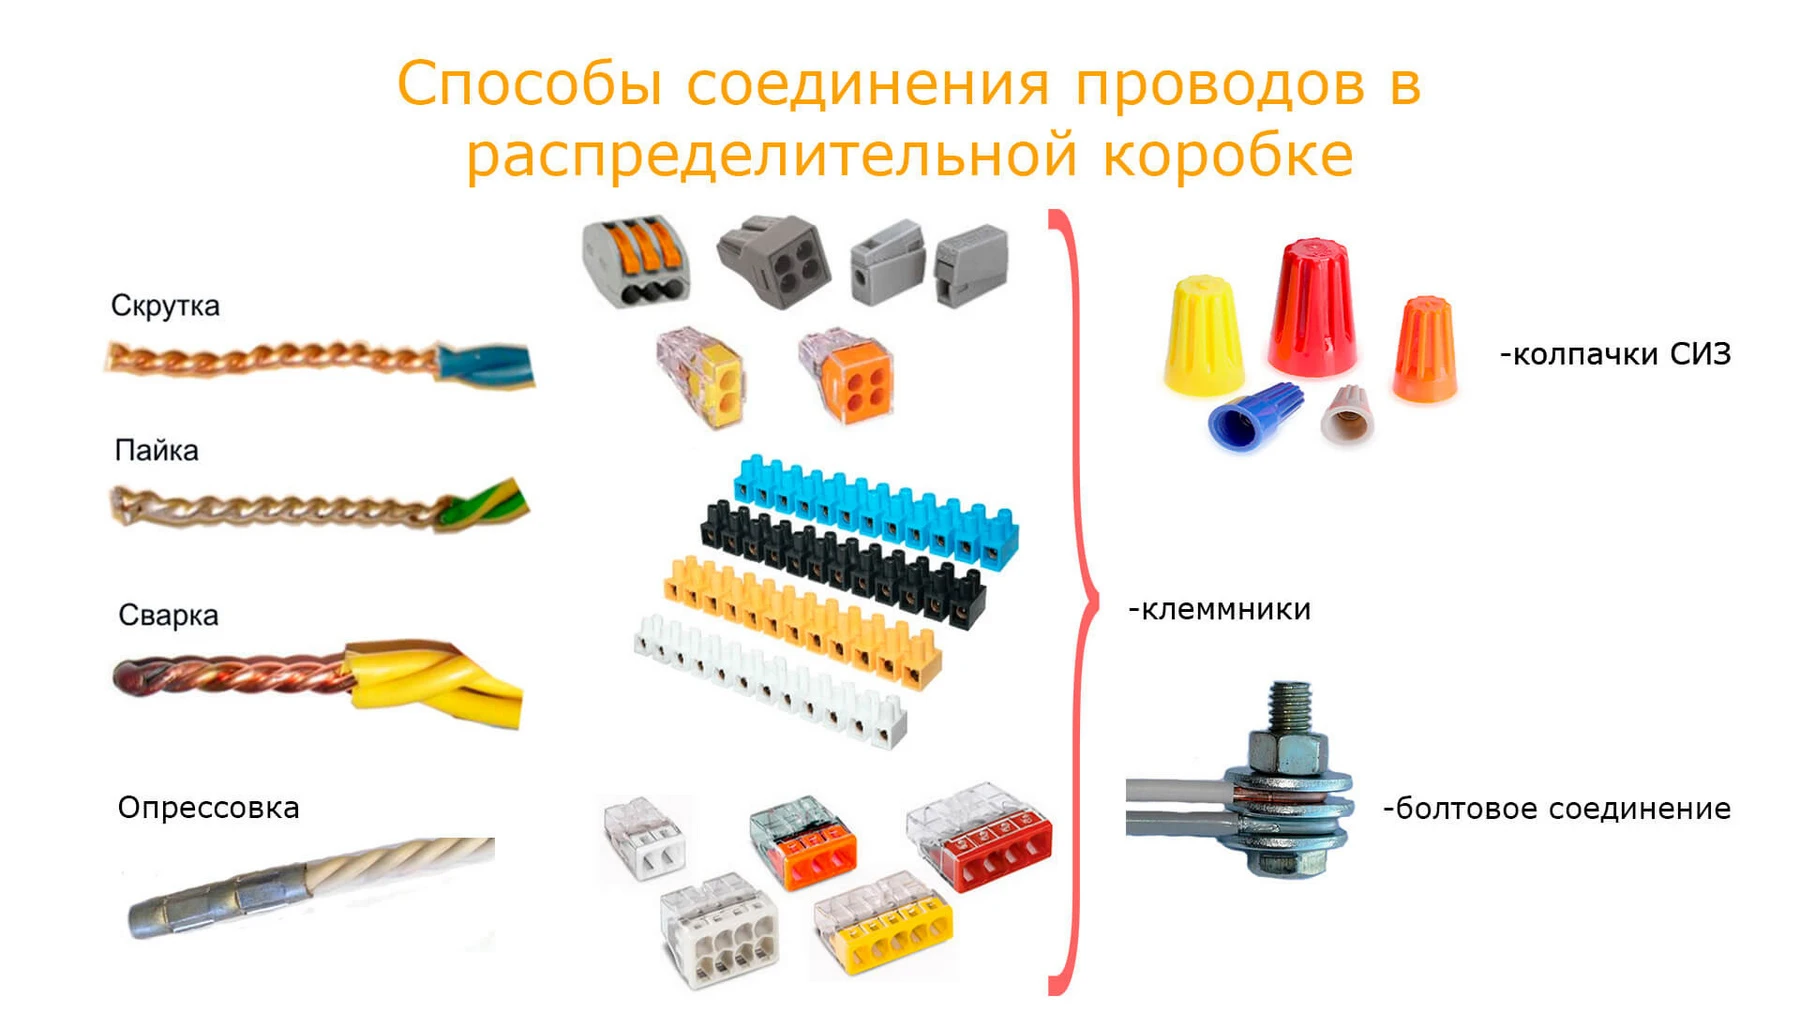 Способы соединения проводов в
распределительной коробке
Скрутка
Пайка
Сварка
Опрессовка
-колпачки СИЗ
-клеммники
-болтовое соединение